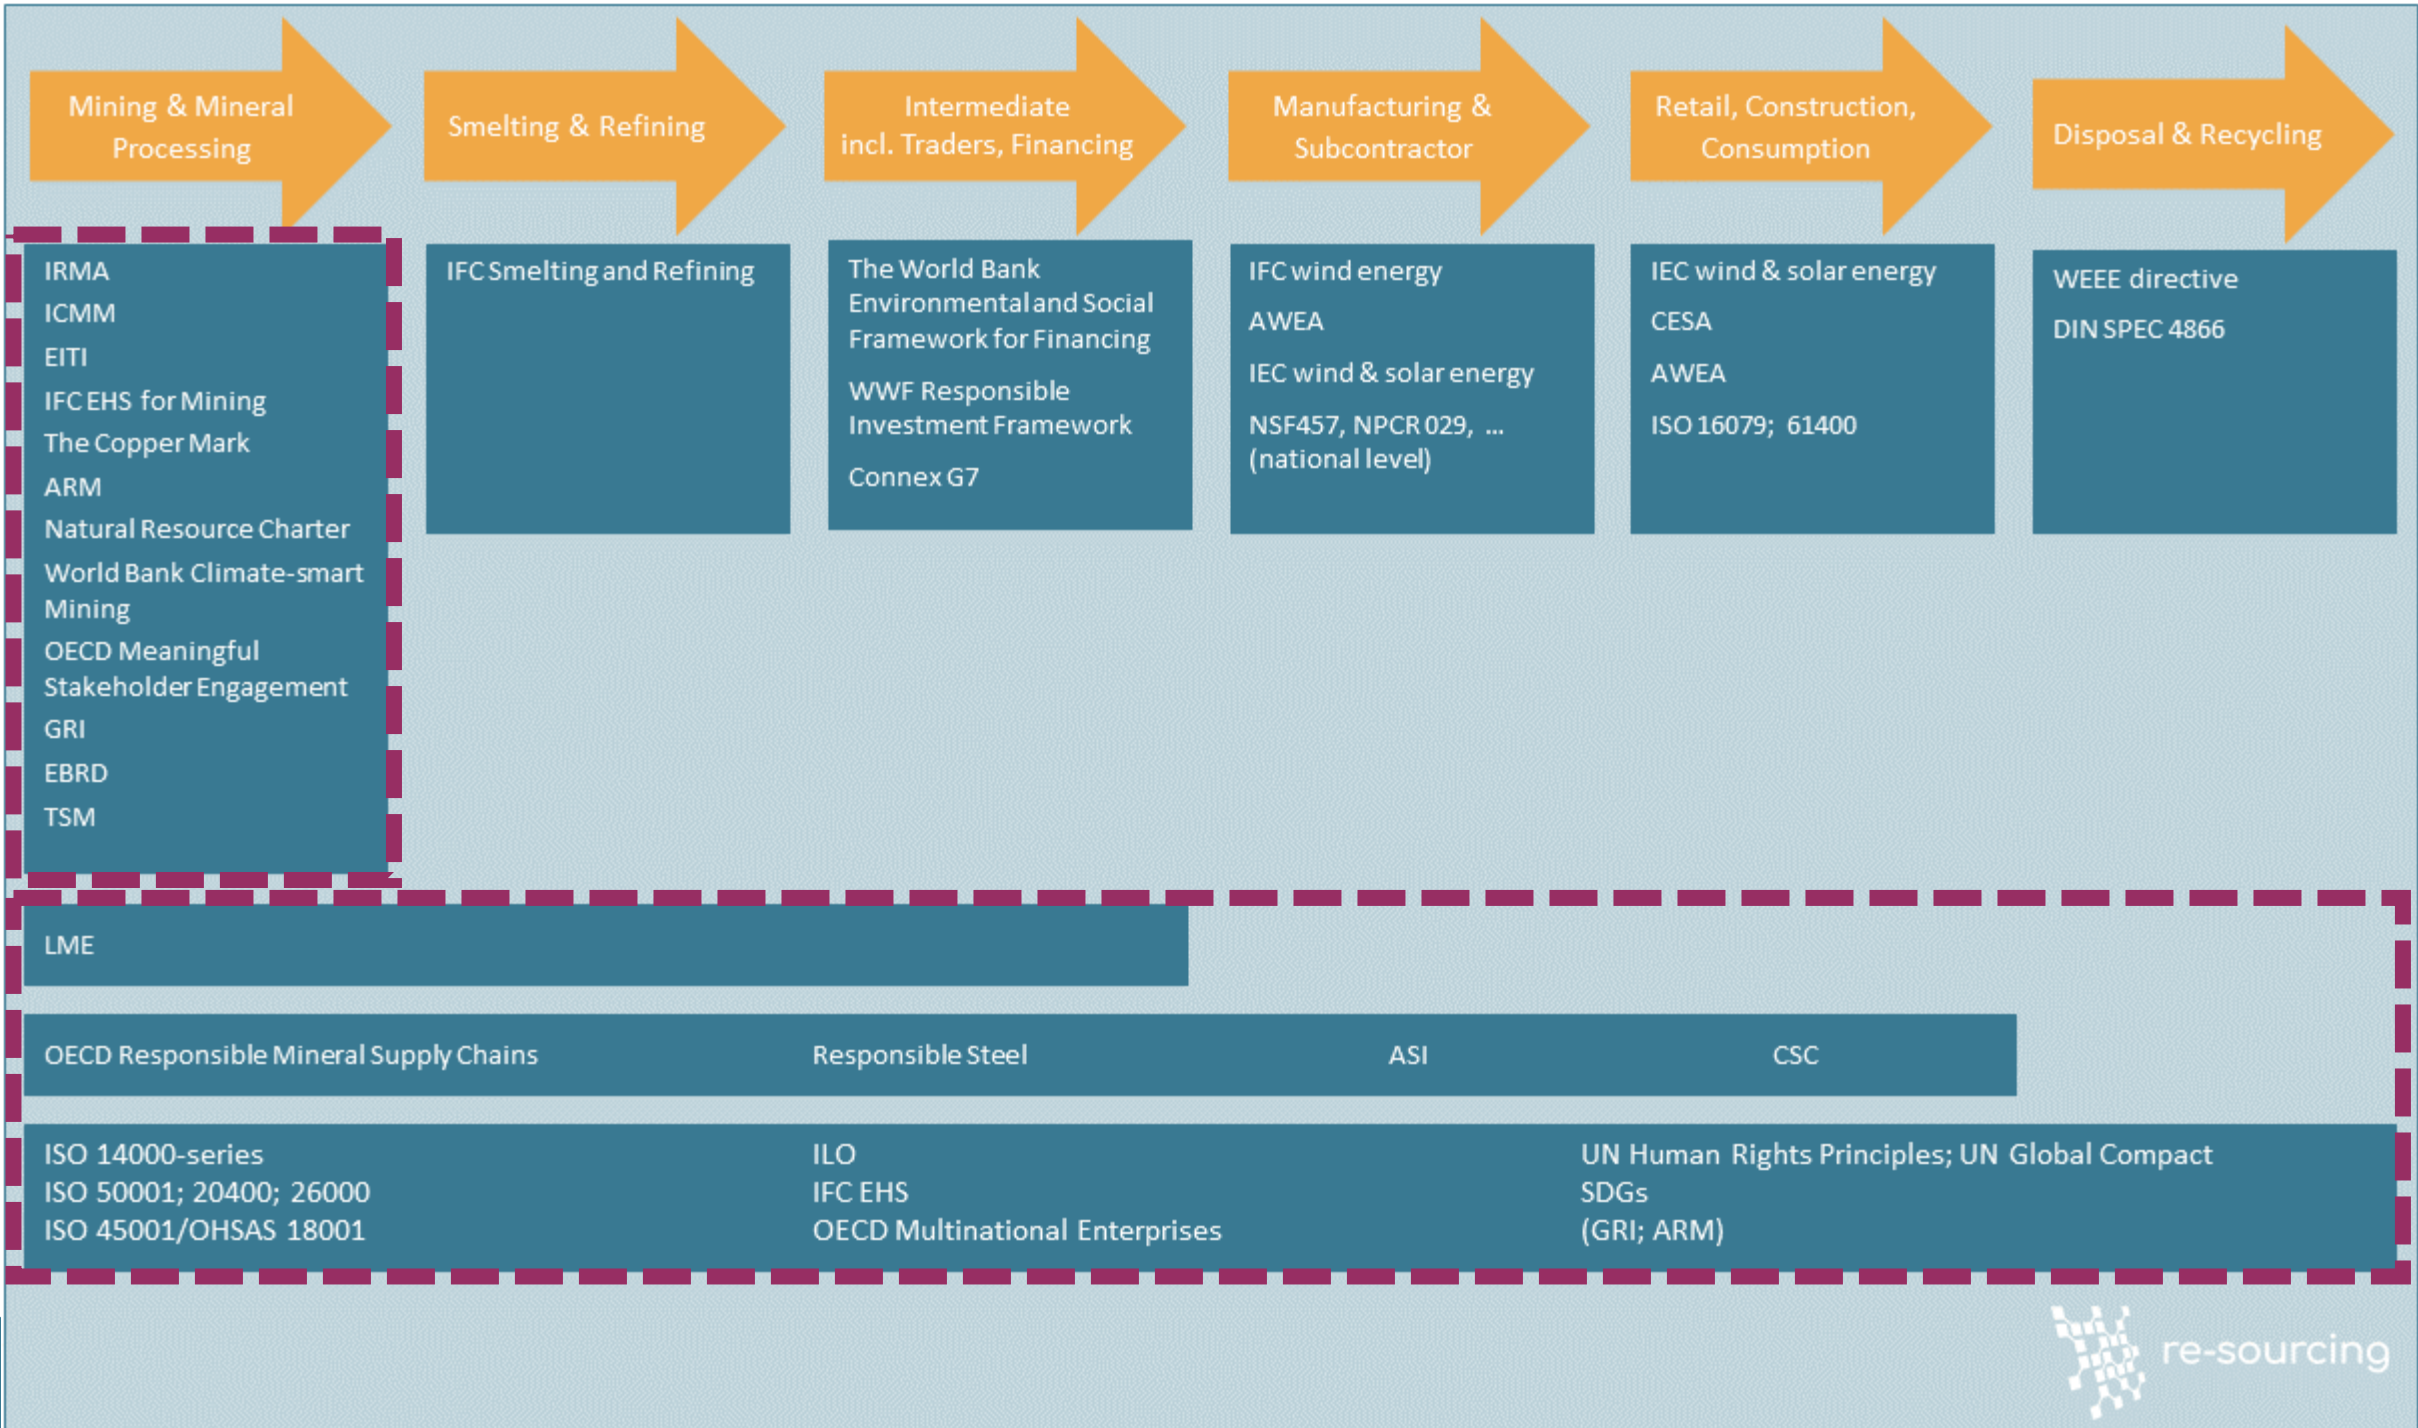 Mining & Mineral
Processing
Smelting & Refining
Intermediate
incl. Traders, Financing
Manufacturing &
Subcontractor
Retail, Construction,
Consumption
Disposal & Recycling
IRMA
ICMM
EITI
IFC EHS for Mining
The Copper Mark
ARM
Natural Resource Charter
World Bank Climate-smart
Mining
OECD Meaningful
Stakeholder Engagement
GRI
EBRD
TSM
IFC Smelting and Refining
The World Bank
Environmental and Social
Framework for Financing
WWF Responsible
Investment Framework
Connex G7
IFC wind energy
AWEA
IEC wind & solar energy
NSF457, NPCR 029, ...
(national level)
IEC wind & solar energy
CESA
AWEA
ISO 16079; 61400
WEEE directive
DIN SPEC 4866
LME
OECD Responsible Mineral Supply Chains
Responsible Steel
ASI
CSC
ISO 14000-series
ISO 50001; 20400; 26000
ISO 45001/OHSAS 18001
ILO
IFC EHS
OECD Multinational Enterprises
UN Human Rights Principles; UN Global Compact
SDGs
(GRI; ARM)
re-sourcing